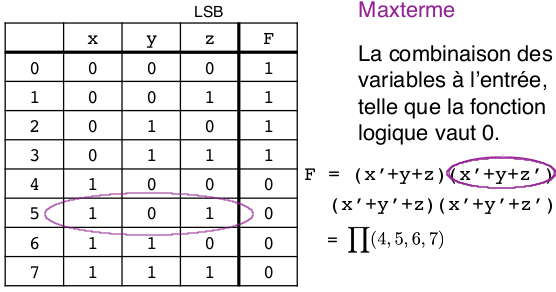 LSB
x y z F
0 0 0 0 1
1 0 0 1 1
2 0 1 0 1
3 0 1 1 1
4 1 0 0 0
5 1 0 1 0
6 1 1 0 0
7 1 1 1 0
Maxterme
La combinaison des
variables à l'entrée,
telle que la fonction
logique vaut 0.
F = (x'+y+z)(x'+y+z')
(x'+y'+z)(x'+y'+z')
= ∏(4,5,6,7)